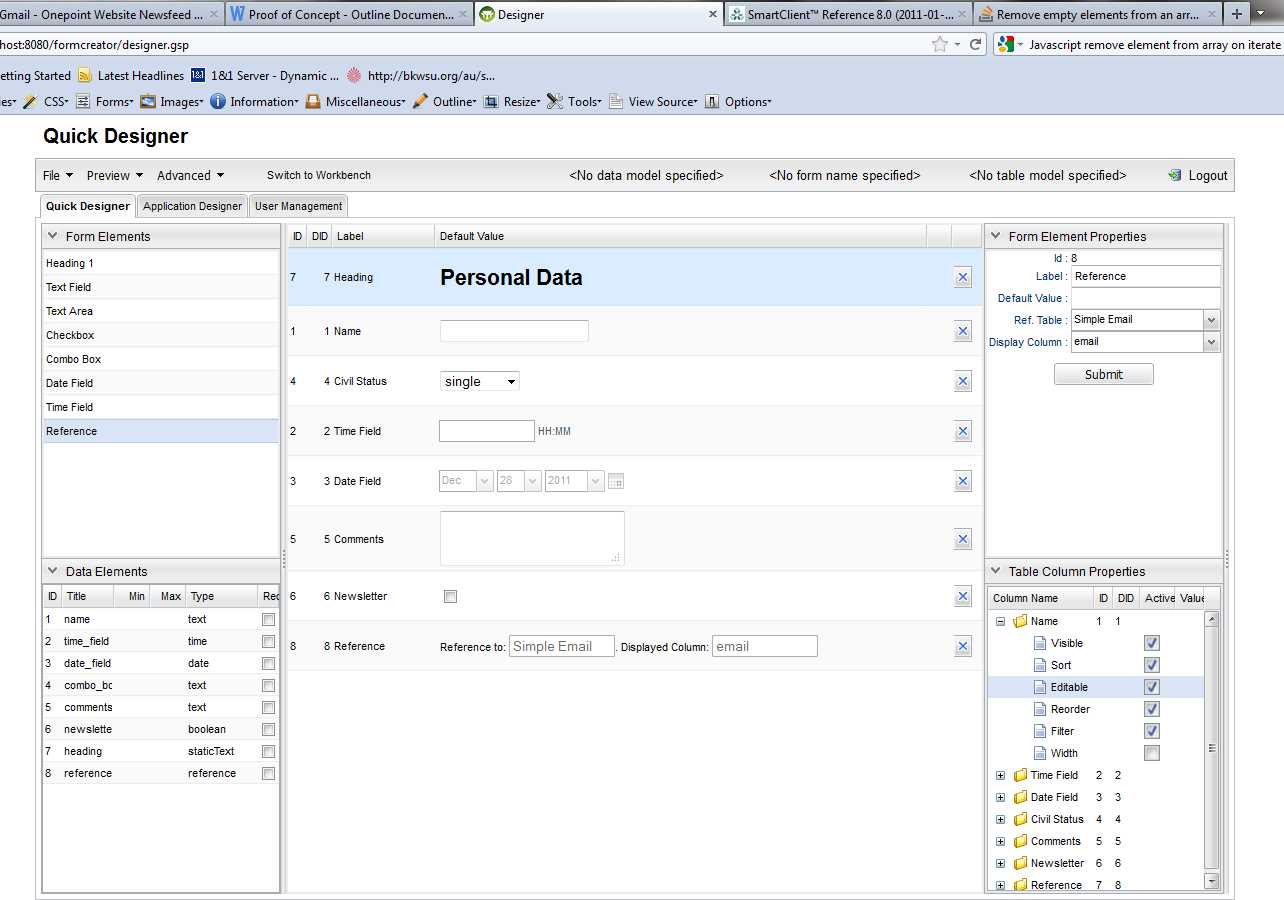 Gmail - Onepoint Website Newsfeed ... Proof of Concept - Outline Documen... Designer SmartClient™ Reference 8.0 (2011-01-... Remove empty elements from an arr...
host:8080/formcreator/designer.gsp Javascript remove element from array on iterate
etting Started Latest Headlines 1&1 Server - Dynamic ... http://bkwsu.org/au/s...
ies CSS Forms Images Information Miscellaneous Outline Resize Tools View Source Options
Quick Designer
File Preview Advanced Switch to Workbench <No data model specified> <No form name specified> <No table model specified> Logout
Quick Designer Application Designer User Management
Form Elements
Heading 1
Text Field
Text Area
Checkbox
Combo Box
Date Field
Time Field
Reference
Data Elements
ID Title Min Max Type Rec
1 name text
2 time_field time
3 date_field date
4 combo_bc text
5 comments text
6 newslette boolean
7 heading staticText
8 reference reference
ID DID Label Default Value
7 7 Heading Personal Data
1 1 Name
4 4 Civil Status single
2 2 Time Field HH:MM
3 3 Date Field Dec 28 2011
5 5 Comments
6 6 Newsletter
8 8 Reference Reference to: Simple Email . Displayed Column: email
Form Element Properties
Id : 8
Label : Reference
Default Value :
Ref. Table : Simple Email
Display Column : email
Submit
Table Column Properties
Column Name ID DID Active Value
Name 1 1
Visible
Sort
Editable
Reorder
Filter
Width
Time Field 2 2
Date Field 3 3
Civil Status 4 4
Comments 5 5
Newsletter 6 6
Reference 7 8